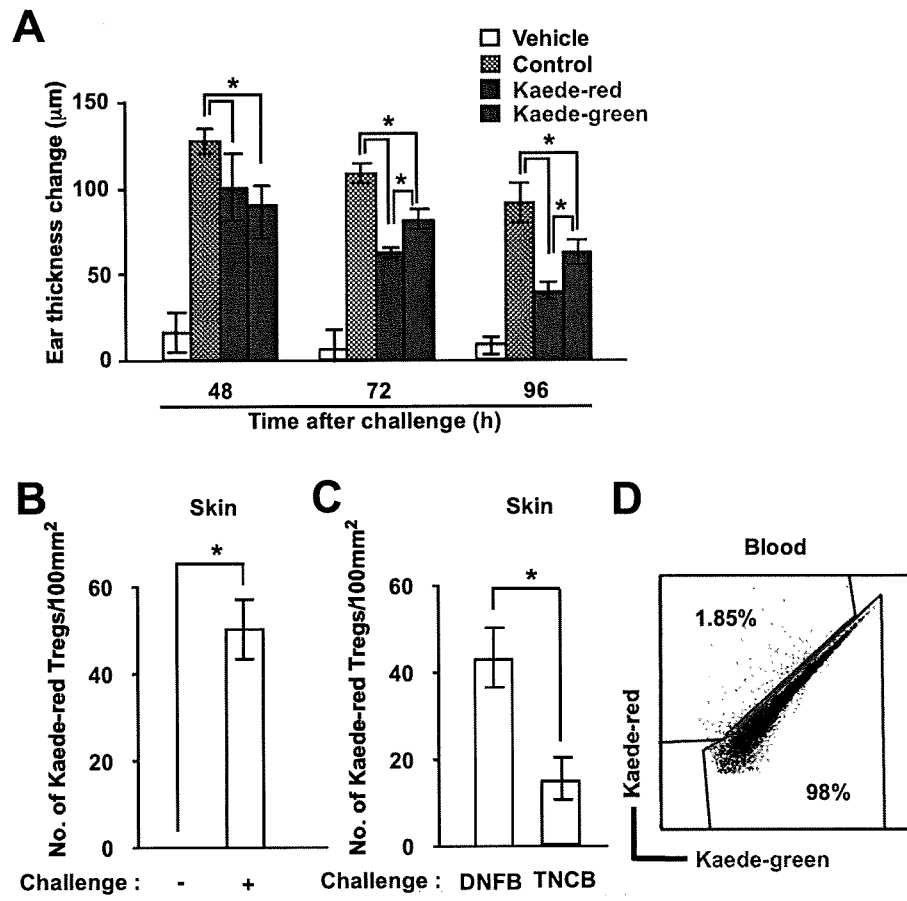 A
Vehicle
Control
Kaede-red
Kaede-green
Ear thickness change (μm)
150
100
50
0
*
*
*
*
*
48 72 96
Time after challenge (h)
B
Skin
No. of Kaede-red Tregs/100mm²
60
40
20
0
*
Challenge : - +
C
Skin
No. of Kaede-red Tregs/100mm²
60
40
20
0
*
Challenge : DNFB TNCB
D
Blood
1.85%
98%
Kaede-red
Kaede-green